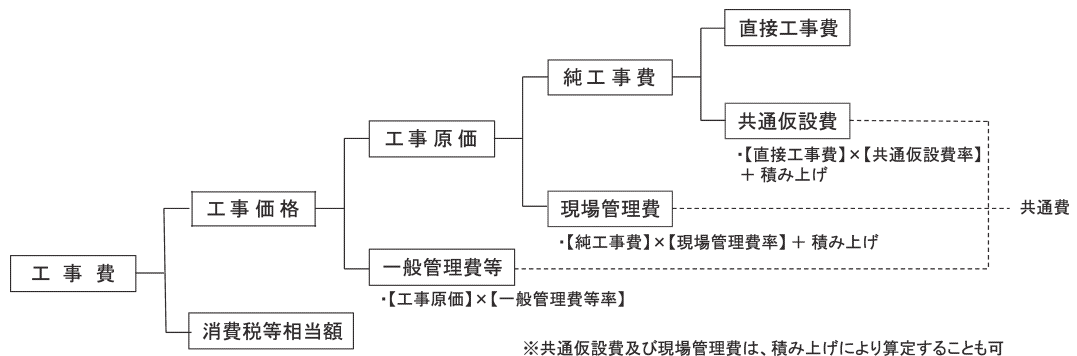 直接工事費
純工事費
共通仮設費
工事原価
・【直接工事費】×【共通仮設費率】
＋ 積み上げ
工事価格
現場管理費
共通費
・【純工事費】×【現場管理費率】＋ 積み上げ
工事費
一般管理費等
・【工事原価】×【一般管理費等率】
消費税等相当額
※共通仮設費及び現場管理費は、積み上げにより算定することも可